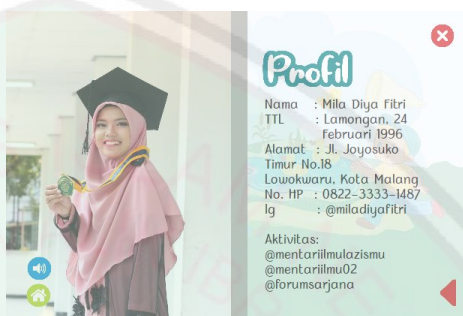 Profil
Nama : Mila Diya Fitri
TTL : Lamongan, 24
Februari 1996
Alamat : Jl. Joyosuko
Timur No.18
Lowokwaru, Kota Malang
No. HP : 0822-3333-1487
Ig : @miladiyafitri
Aktivitas:
@mentariilmulazismu
@mentariilmu02
@forumsarjana